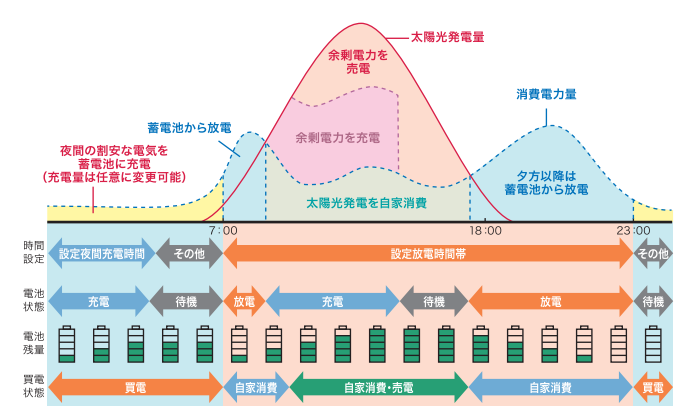 太陽光発電量
余剰電力を
売電
消費電力量
蓄電池から放電
余剰電力を充電
夜間の割安な電気を
蓄電池に充電
(充電量は任意に変更可能)
夕方以降は
蓄電池から放電
太陽光発電を自家消費
7:00
18:00
23:00
時間
設定
設定夜間充電時間
その他
設定放電時間帯
その他
電池
状態
充電
待機
放電
充電
待機
放電
待機
電池
残量
買電
状態
買電
自家消費
自家消費・売電
自家消費
買電